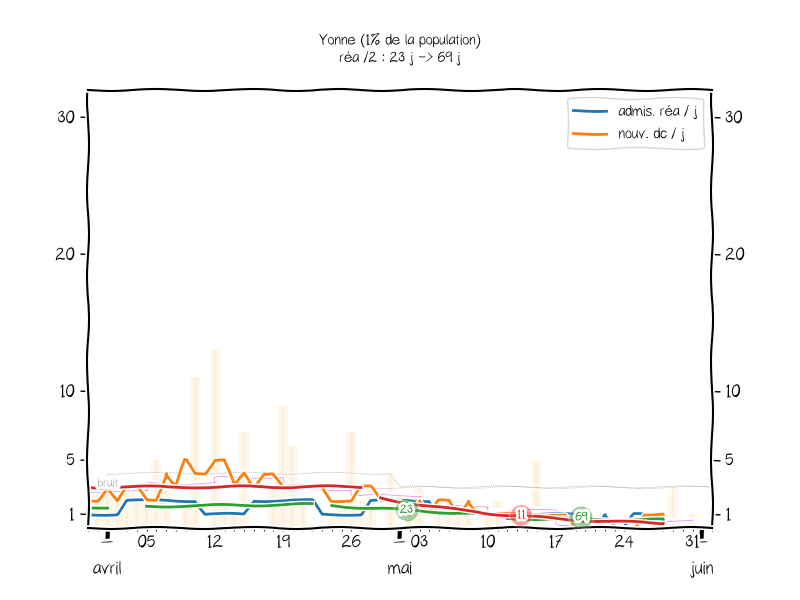 Yonne (1% de la population)
réa /2 : 23 j -> 69 j
admis. réa / j
nouv. dc / j
30 30
20 20
10 10
5 5
1 1
bruit
23 11 69
05 12 19 26 03 10 17 24 31
avril mai juin